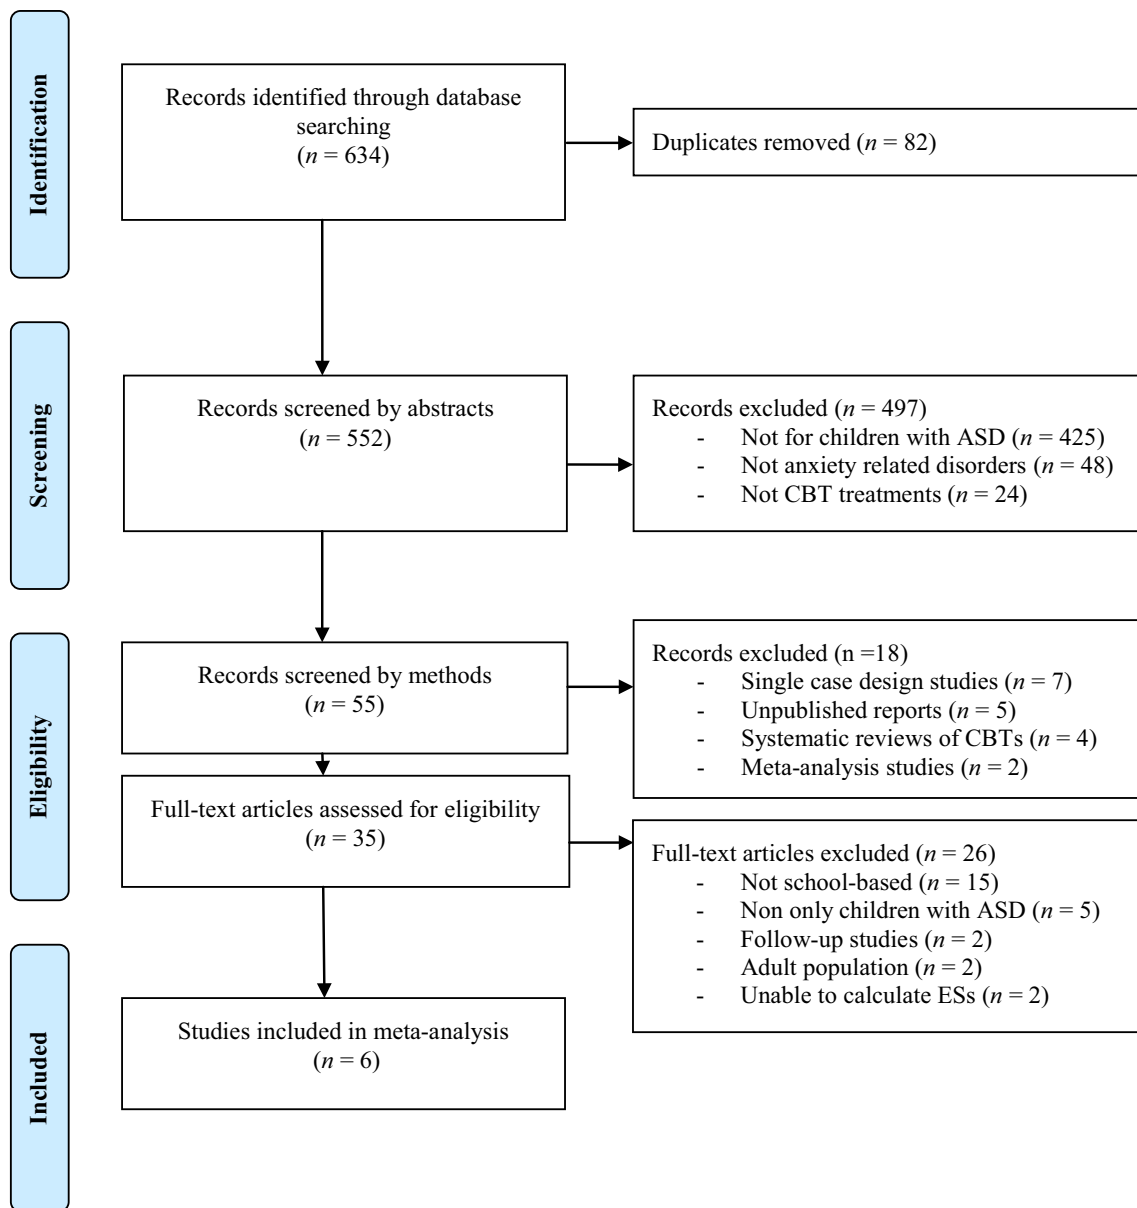 Identification
Records identified through database
searching
(n = 634)
Duplicates removed (n = 82)
Screening
Records screened by abstracts
(n = 552)
Records excluded (n = 497)
- Not for children with ASD (n = 425)
- Not anxiety related disorders (n = 48)
- Not CBT treatments (n = 24)
Eligibility
Records screened by methods
(n = 55)
Records excluded (n =18)
- Single case design studies (n = 7)
- Unpublished reports (n = 5)
- Systematic reviews of CBTs (n = 4)
- Meta-analysis studies (n = 2)
Full-text articles assessed for eligibility
(n = 35)
Full-text articles excluded (n = 26)
- Not school-based (n = 15)
- Non only children with ASD (n = 5)
- Follow-up studies (n = 2)
- Adult population (n = 2)
- Unable to calculate ESs (n = 2)
Included
Studies included in meta-analysis
(n = 6)